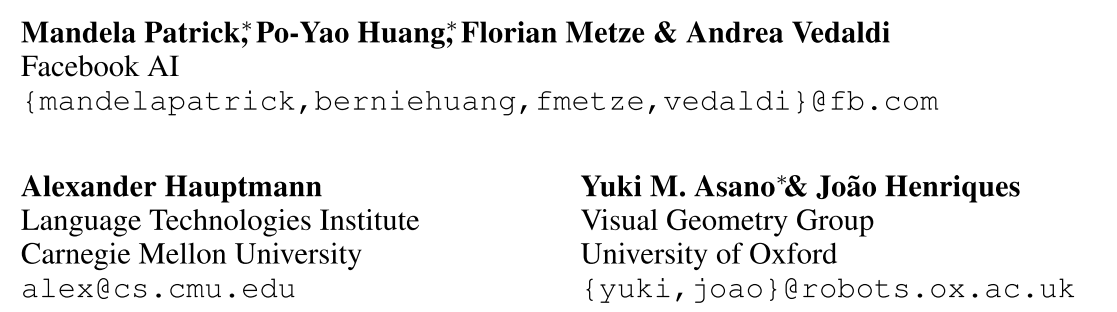 Mandela Patrick,* Po-Yao Huang,* Florian Metze & Andrea Vedaldi
Facebook AI
{mandelapatrick,berniehuang,fmetze,vedaldi}@fb.com
Alexander Hauptmann
Language Technologies Institute
Carnegie Mellon University
alex@cs.cmu.edu
Yuki M. Asano*& João Henriques
Visual Geometry Group
University of Oxford
{yuki,joao}@robots.ox.ac.uk